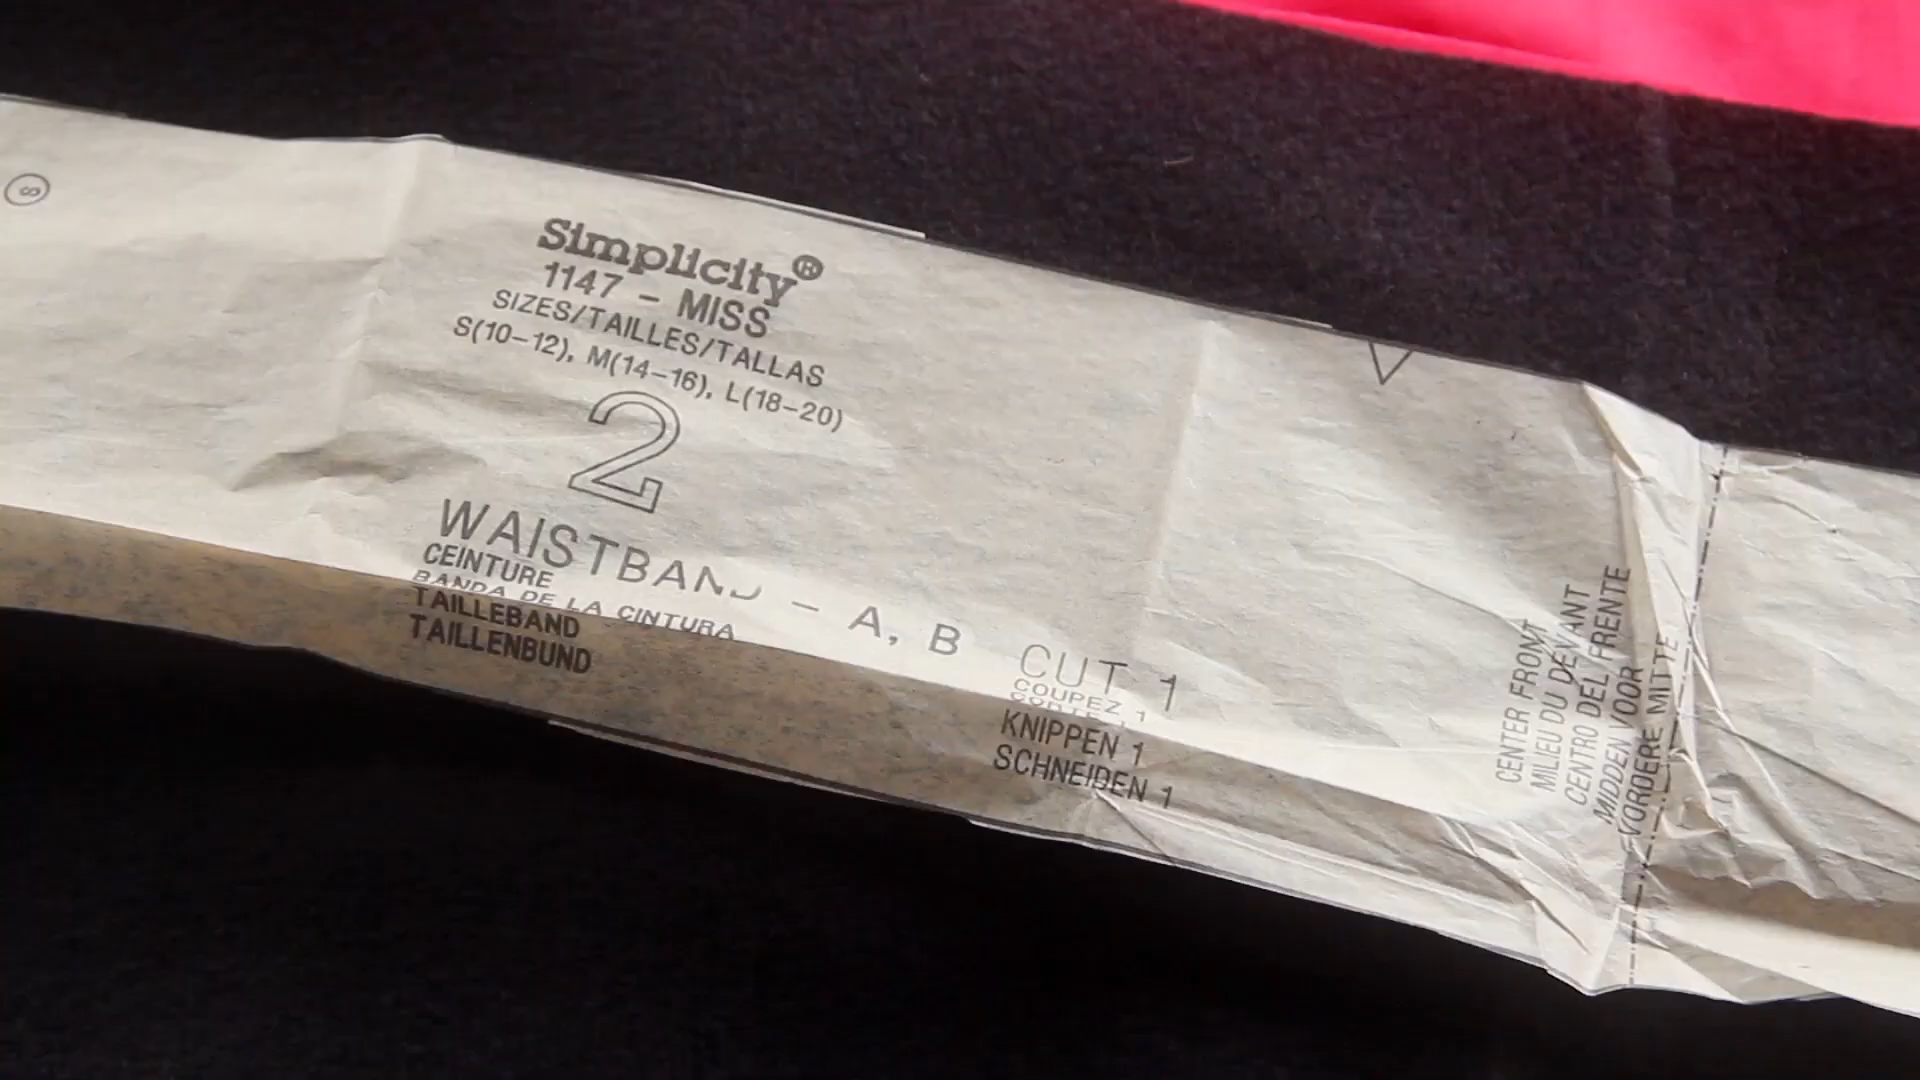 Simplicity®
1147 - MISS
SIZES/TAILLES/TALLAS
S(10-12), M(14-16), L(18-20)
2
WAISTBAND - A, B
CEINTURE
BANDA DE LA CINTURA
TAILLEBAND
TAILLENBUND
CUT 1
COUPEZ 1
KNIPPEN 1
SCHNEIDEN 1
CENTER FRONT
MILIEU DU DEVANT
CENTRO DEL FRENTE
MIDDEN VOOR
VORDERE MITTE